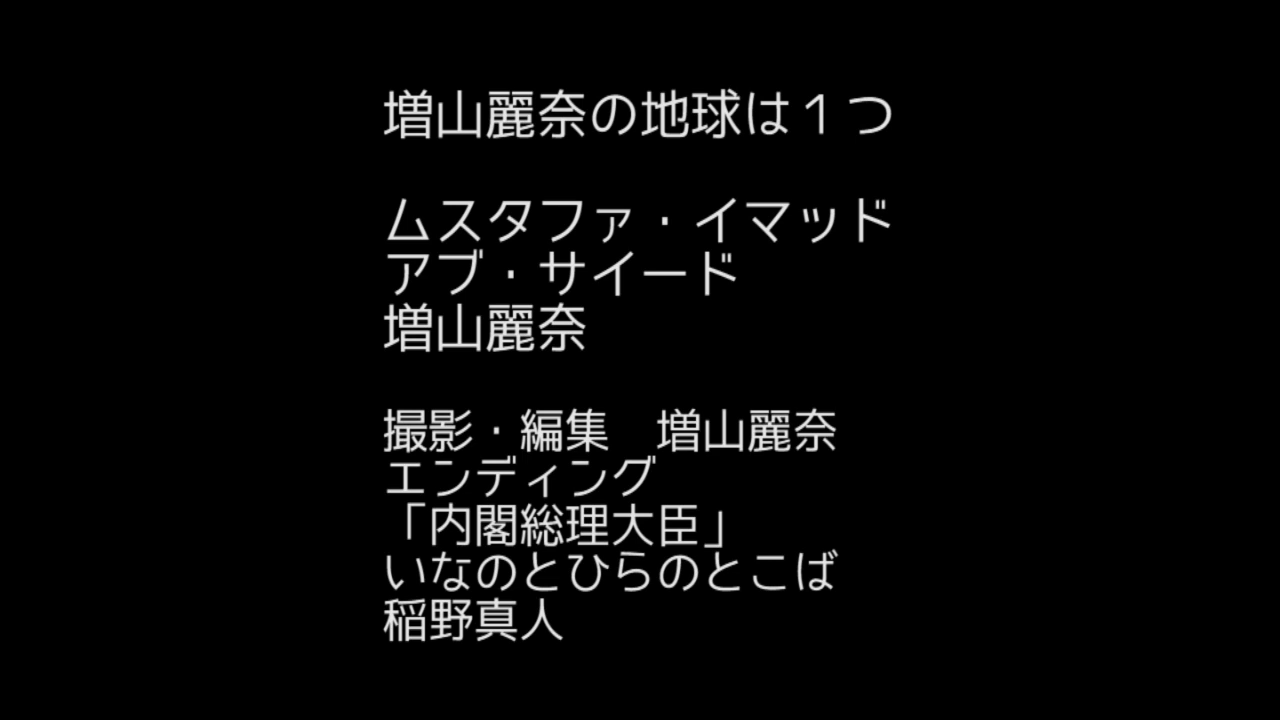 増山麗奈の地球は１つ
ムスタファ・イマッド
アブ・サイード
増山麗奈
撮影・編集　増山麗奈
エンディング
「内閣総理大臣」
いなのとひらのとこば
稲野真人